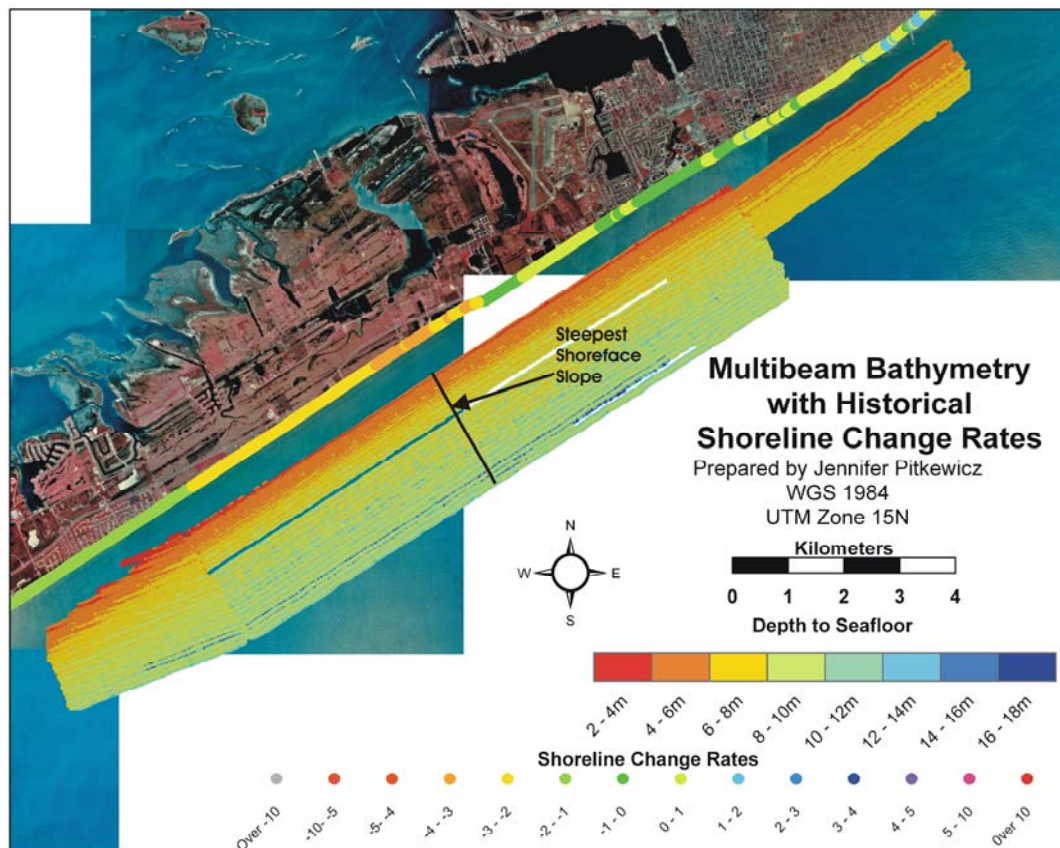 Steepest
Shoreface
Slope
Multibeam Bathymetry
with Historical
Shoreline Change Rates
Prepared by Jennifer Pitkewicz
WGS 1984
UTM Zone 15N
N
W E
S
Kilometers
0 1 2 3 4
Depth to Seafloor
2 - 4m 4 - 6m 6 - 8m 8 - 10m 10 - 12m 12 - 14m 14 - 16m 16 - 18m
Shoreline Change Rates
Over -10 -10 - -5 -5 - -4 -4 - -3 -3 - -2 -2 - -1 -1 - 0 0 - 1 1 - 2 2 - 3 3 - 4 4 - 5 5 - 10 Over 10